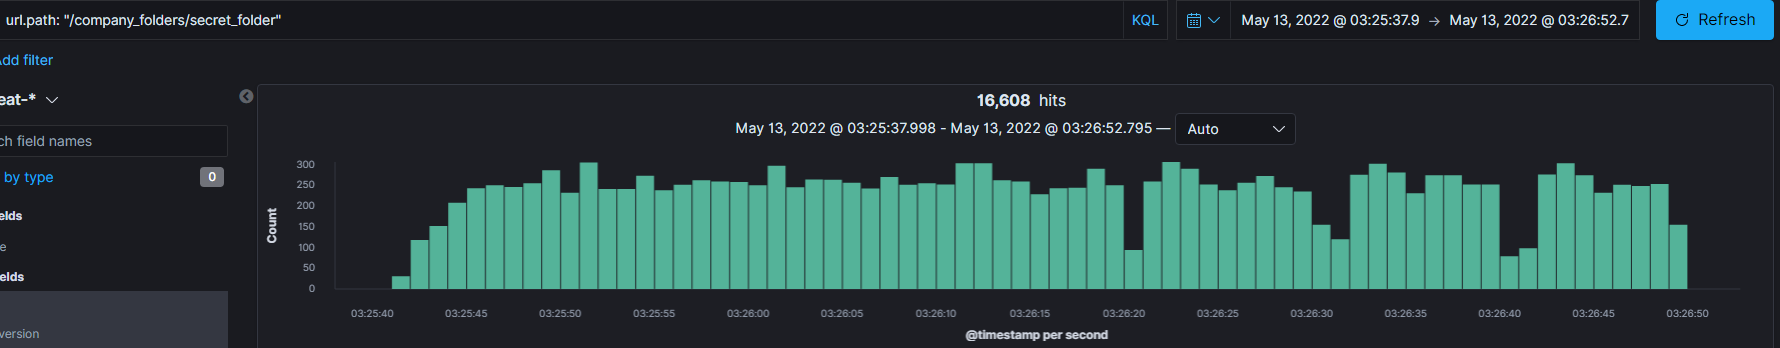 url.path: "/company_folders/secret_folder"
KQL
May 13, 2022 @ 03:25:37.9 → May 13, 2022 @ 03:26:52.7
Refresh
Add filter
eat-*
ch field names
by type
0
elds
e
ields
version
16,608 hits
May 13, 2022 @ 03:25:37.998 - May 13, 2022 @ 03:26:52.795 —
Auto
Count
300
250
200
150
100
50
0
03:25:40
03:25:45
03:25:50
03:25:55
03:26:00
03:26:05
03:26:10
03:26:15
03:26:20
03:26:25
03:26:30
03:26:35
03:26:40
03:26:45
03:26:50
@timestamp per second